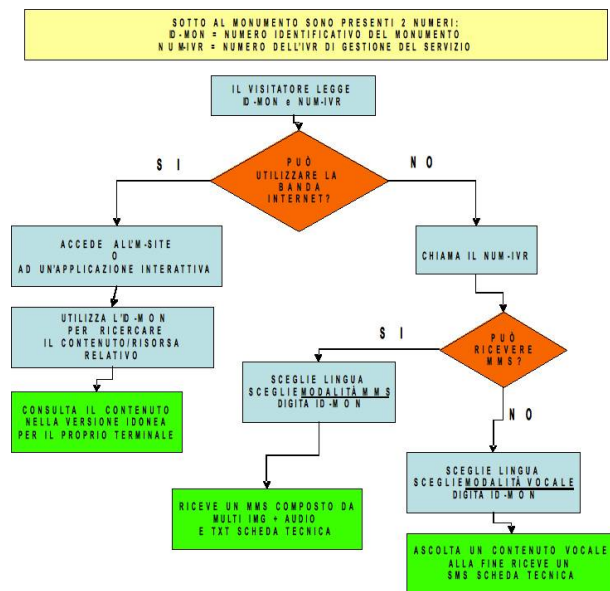 SOTTO AL MONUMENTO SONO PRESENTI 2 NUMERI:
ID-MON = NUMERO IDENTIFICATIVO DEL MONUMENTO
NUM-IVR = NUMERO DELL'IVR DI GESTIONE DEL SERVIZIO
IL VISITATORE LEGGE
ID-MON e NUM-IVR
SI
PUÒ
UTILIZZARE LA
BANDA
INTERNET?
NO
ACCEDE ALL'M-SITE
O
AD UN'APPLICAZIONE INTERATTIVA
CHIAMA IL NUM-IVR
UTILIZZA L'ID-MON
PER RICERCARE
IL CONTENUTO/RISORSA
RELATIVO
SI
PUÒ
RICEVERE
MMS?
NO
SCEGLIE LINGUA
SCEGLIE MODALITÀ MMS
DIGITA ID-MON
CONSULTA IL CONTENUTO
NELLA VERSIONE IDONEA
PER IL PROPRIO TERMINALE
SCEGLIE LINGUA
SCEGLIE MODALITÀ VOCALE
DIGITA ID-MON
RICEVE UN MMS COMPOSTO DA
MULTI IMG + AUDIO
E TXT SCHEDA TECNICA
ASCOLTA UN CONTENUTO VOCALE
ALLA FINE RICEVE UN
SMS SCHEDA TECNICA